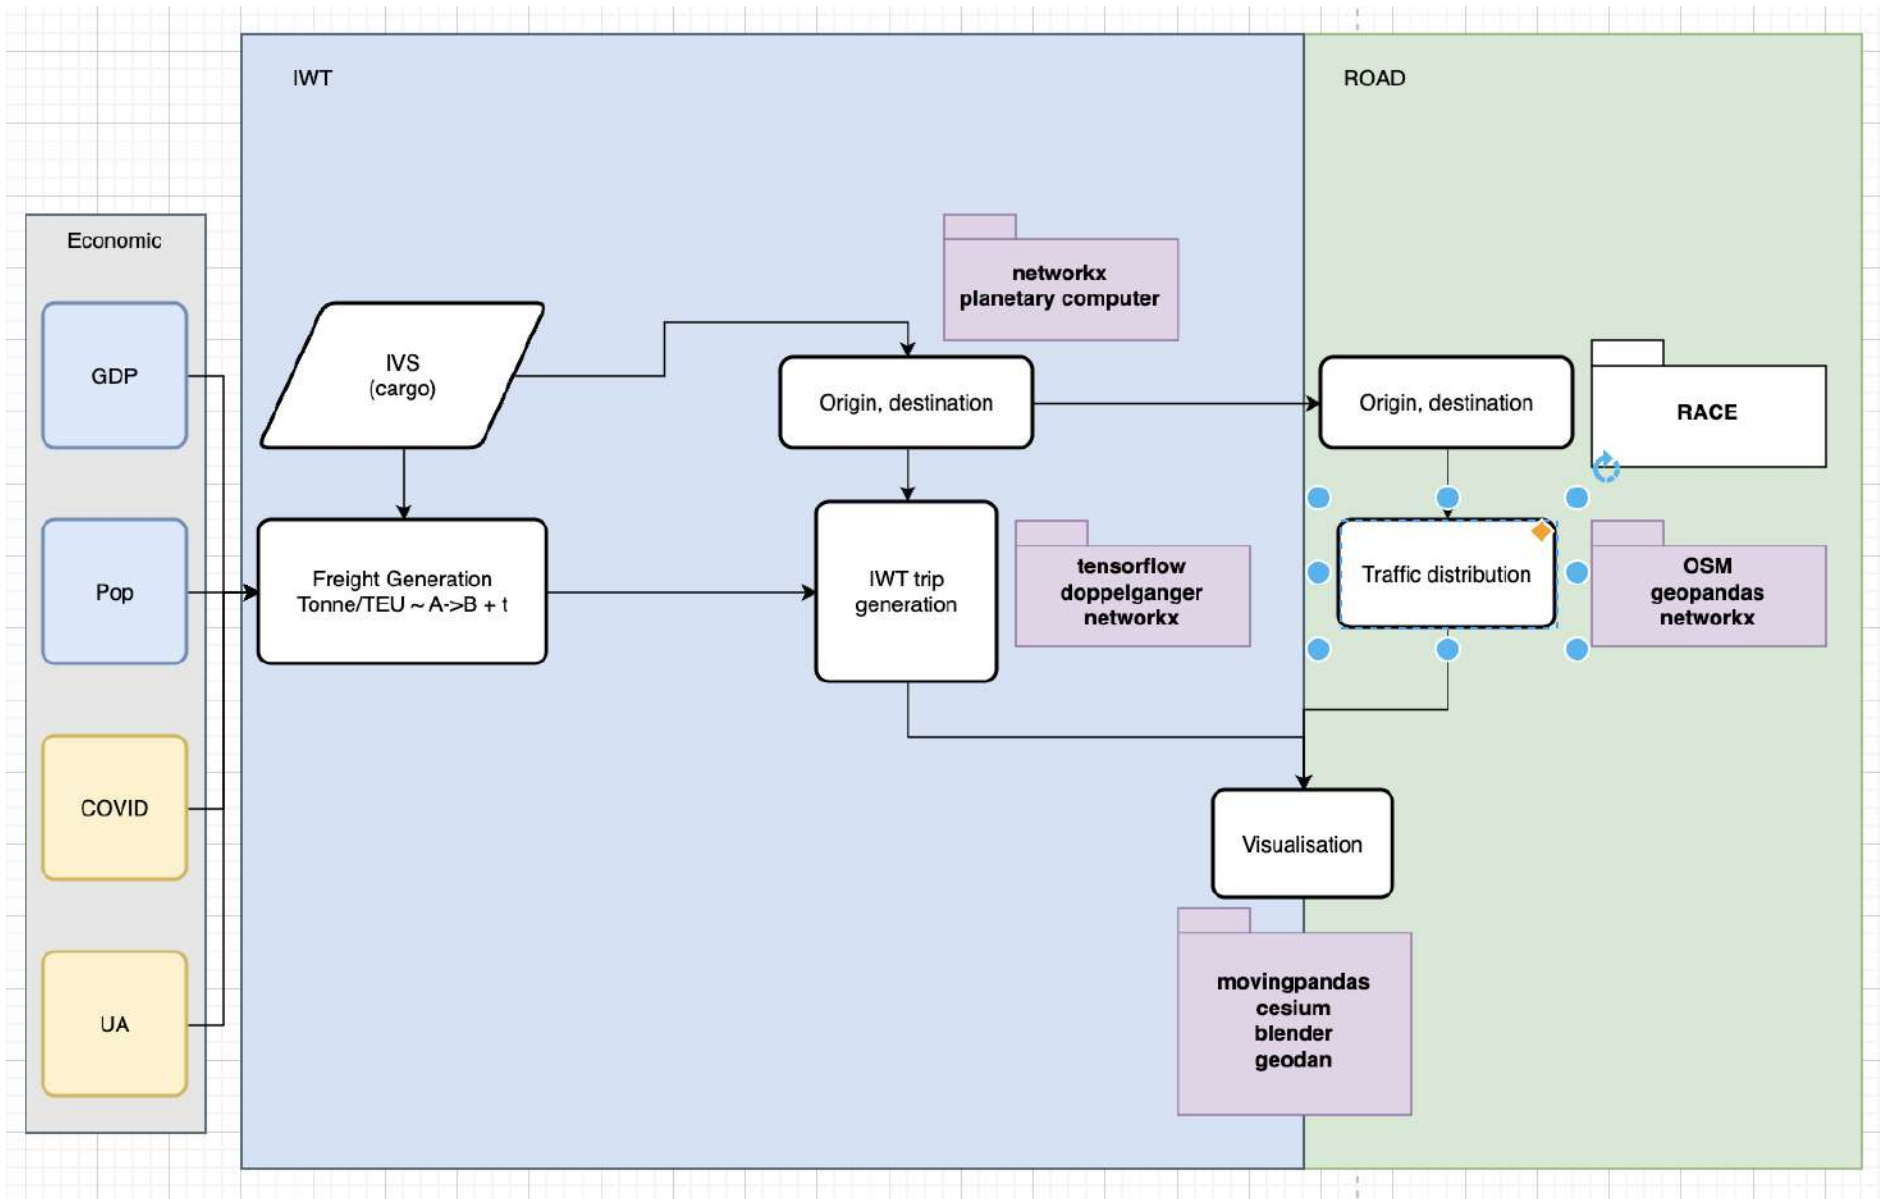 IWT
ROAD
Economic
GDP
Pop
COVID
UA
IVS
(cargo)
Freight Generation
Tonne/TEU ~ A->B + t
networkx
planetary computer
Origin, destination
IWT trip
generation
tensorflow
doppelganger
networkx
Origin, destination
RACE
Traffic distribution
OSM
geopandas
networkx
Visualisation
movingpandas
cesium
blender
geodan